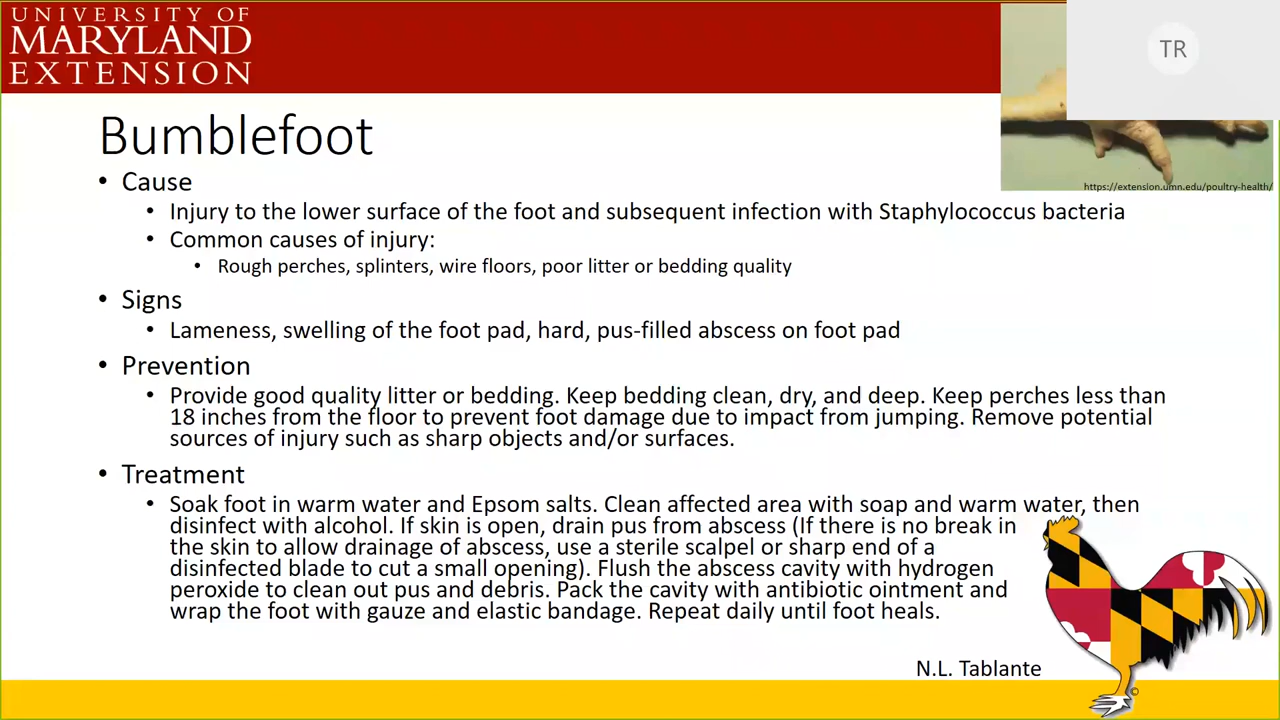 UNIVERSITY OF
MARYLAND
EXTENSION
TR
https://extension.umn.edu/poultry-health/
Bumblefoot
• Cause
• Injury to the lower surface of the foot and subsequent infection with Staphylococcus bacteria
• Common causes of injury:
• Rough perches, splinters, wire floors, poor litter or bedding quality
• Signs
• Lameness, swelling of the foot pad, hard, pus-filled abscess on foot pad
• Prevention
• Provide good quality litter or bedding. Keep bedding clean, dry, and deep. Keep perches less than
18 inches from the floor to prevent foot damage due to impact from jumping. Remove potential
sources of injury such as sharp objects and/or surfaces.
• Treatment
• Soak foot in warm water and Epsom salts. Clean affected area with soap and warm water, then
disinfect with alcohol. If skin is open, drain pus from abscess (If there is no break in
the skin to allow drainage of abscess, use a sterile scalpel or sharp end of a
disinfected blade to cut a small opening). Flush the abscess cavity with hydrogen
peroxide to clean out pus and debris. Pack the cavity with antibiotic ointment and
wrap the foot with gauze and elastic bandage. Repeat daily until foot heals.
N.L. Tablante
©